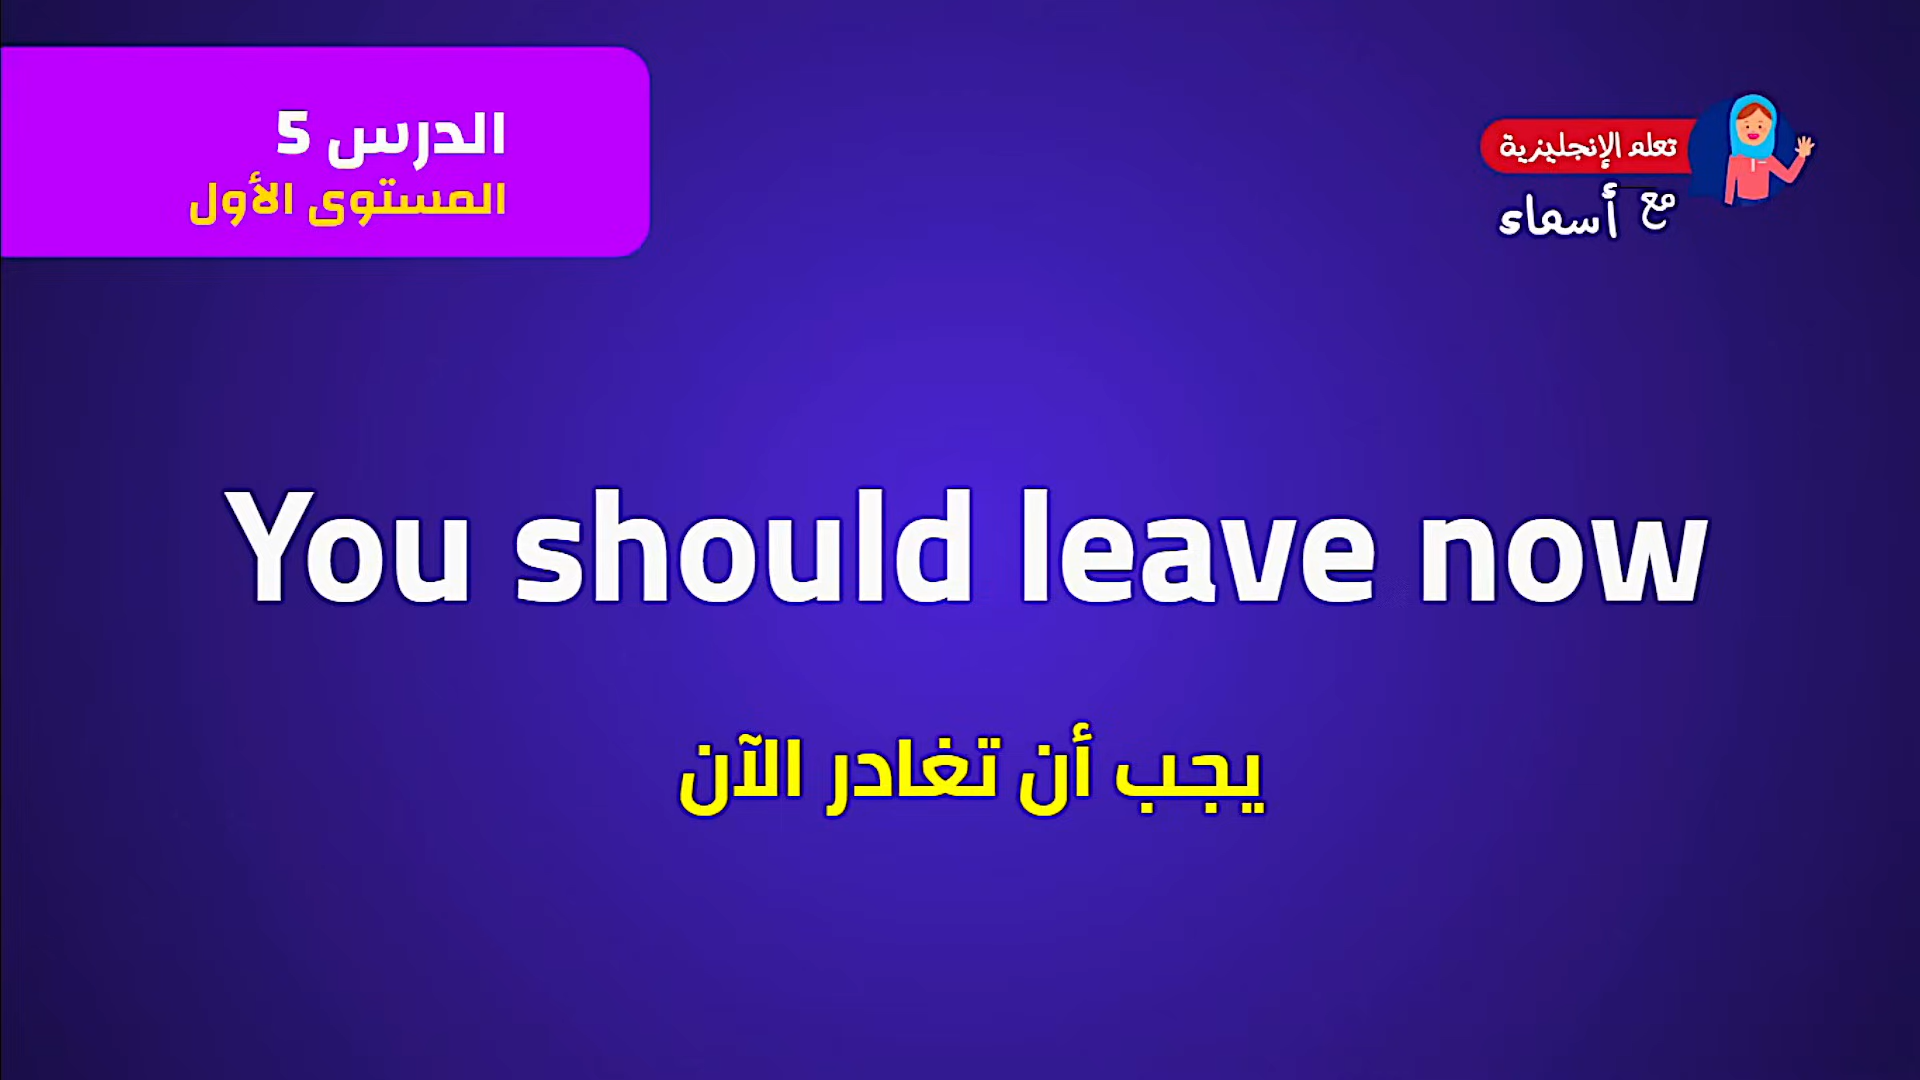 الدرس 5
المستوى الأول
تعلم الإنجليزية
مع أسماء
You should leave now
يجب أن تغادر الآن